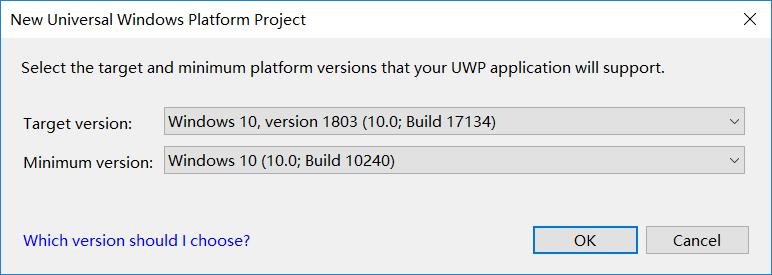 New Universal Windows Platform Project
Select the target and minimum platform versions that your UWP application will support.
Target version: Windows 10, version 1803 (10.0; Build 17134)
Minimum version: Windows 10 (10.0; Build 10240)
Which version should I choose? OK Cancel